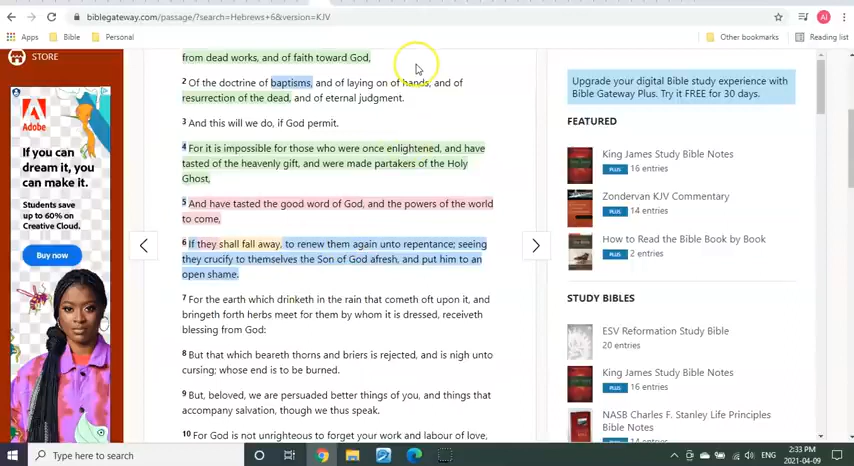 biblegateway.com/passage/?search=Hebrews+6&version=KJV
AI
Apps
Bible
Personal
Other bookmarks
Reading list
STORE
Adobe
If you can
dream it, you
can make it.
Students save
up to 60% on
Creative Cloud.
Buy now
from dead works, and of faith toward God,
2 Of the doctrine of baptisms, and of laying on of hands, and of
resurrection of the dead, and of eternal judgment.
3 And this will we do, if God permit.
4 For it is impossible for those who were once enlightened, and have
tasted of the heavenly gift, and were made partakers of the Holy
Ghost,
5 And have tasted the good word of God, and the powers of the world
to come,
6 If they shall fall away, to renew them again unto repentance; seeing
they crucify to themselves the Son of God afresh, and put him to an
open shame.
7 For the earth which drinketh in the rain that cometh oft upon it, and
bringeth forth herbs meet for them by whom it is dressed, receiveth
blessing from God:
8 But that which beareth thorns and briers is rejected, and is nigh unto
cursing; whose end is to be burned.
9 But, beloved, we are persuaded better things of you, and things that
accompany salvation, though we thus speak.
10 For God is not unrighteous to forget your work and labour of love,
Upgrade your digital Bible study experience with
Bible Gateway Plus. Try it FREE for 30 days.
FEATURED
King James Study Bible Notes
PLUS 16 entries
Zondervan KJV Commentary
PLUS 14 entries
How to Read the Bible Book by Book
PLUS 2 entries
STUDY BIBLES
ESV Reformation Study Bible
20 entries
King James Study Bible Notes
PLUS 16 entries
NASB Charles F. Stanley Life Principles
Bible Notes
14 entries
Type here to search
ENG
2:33 PM
2021-04-09